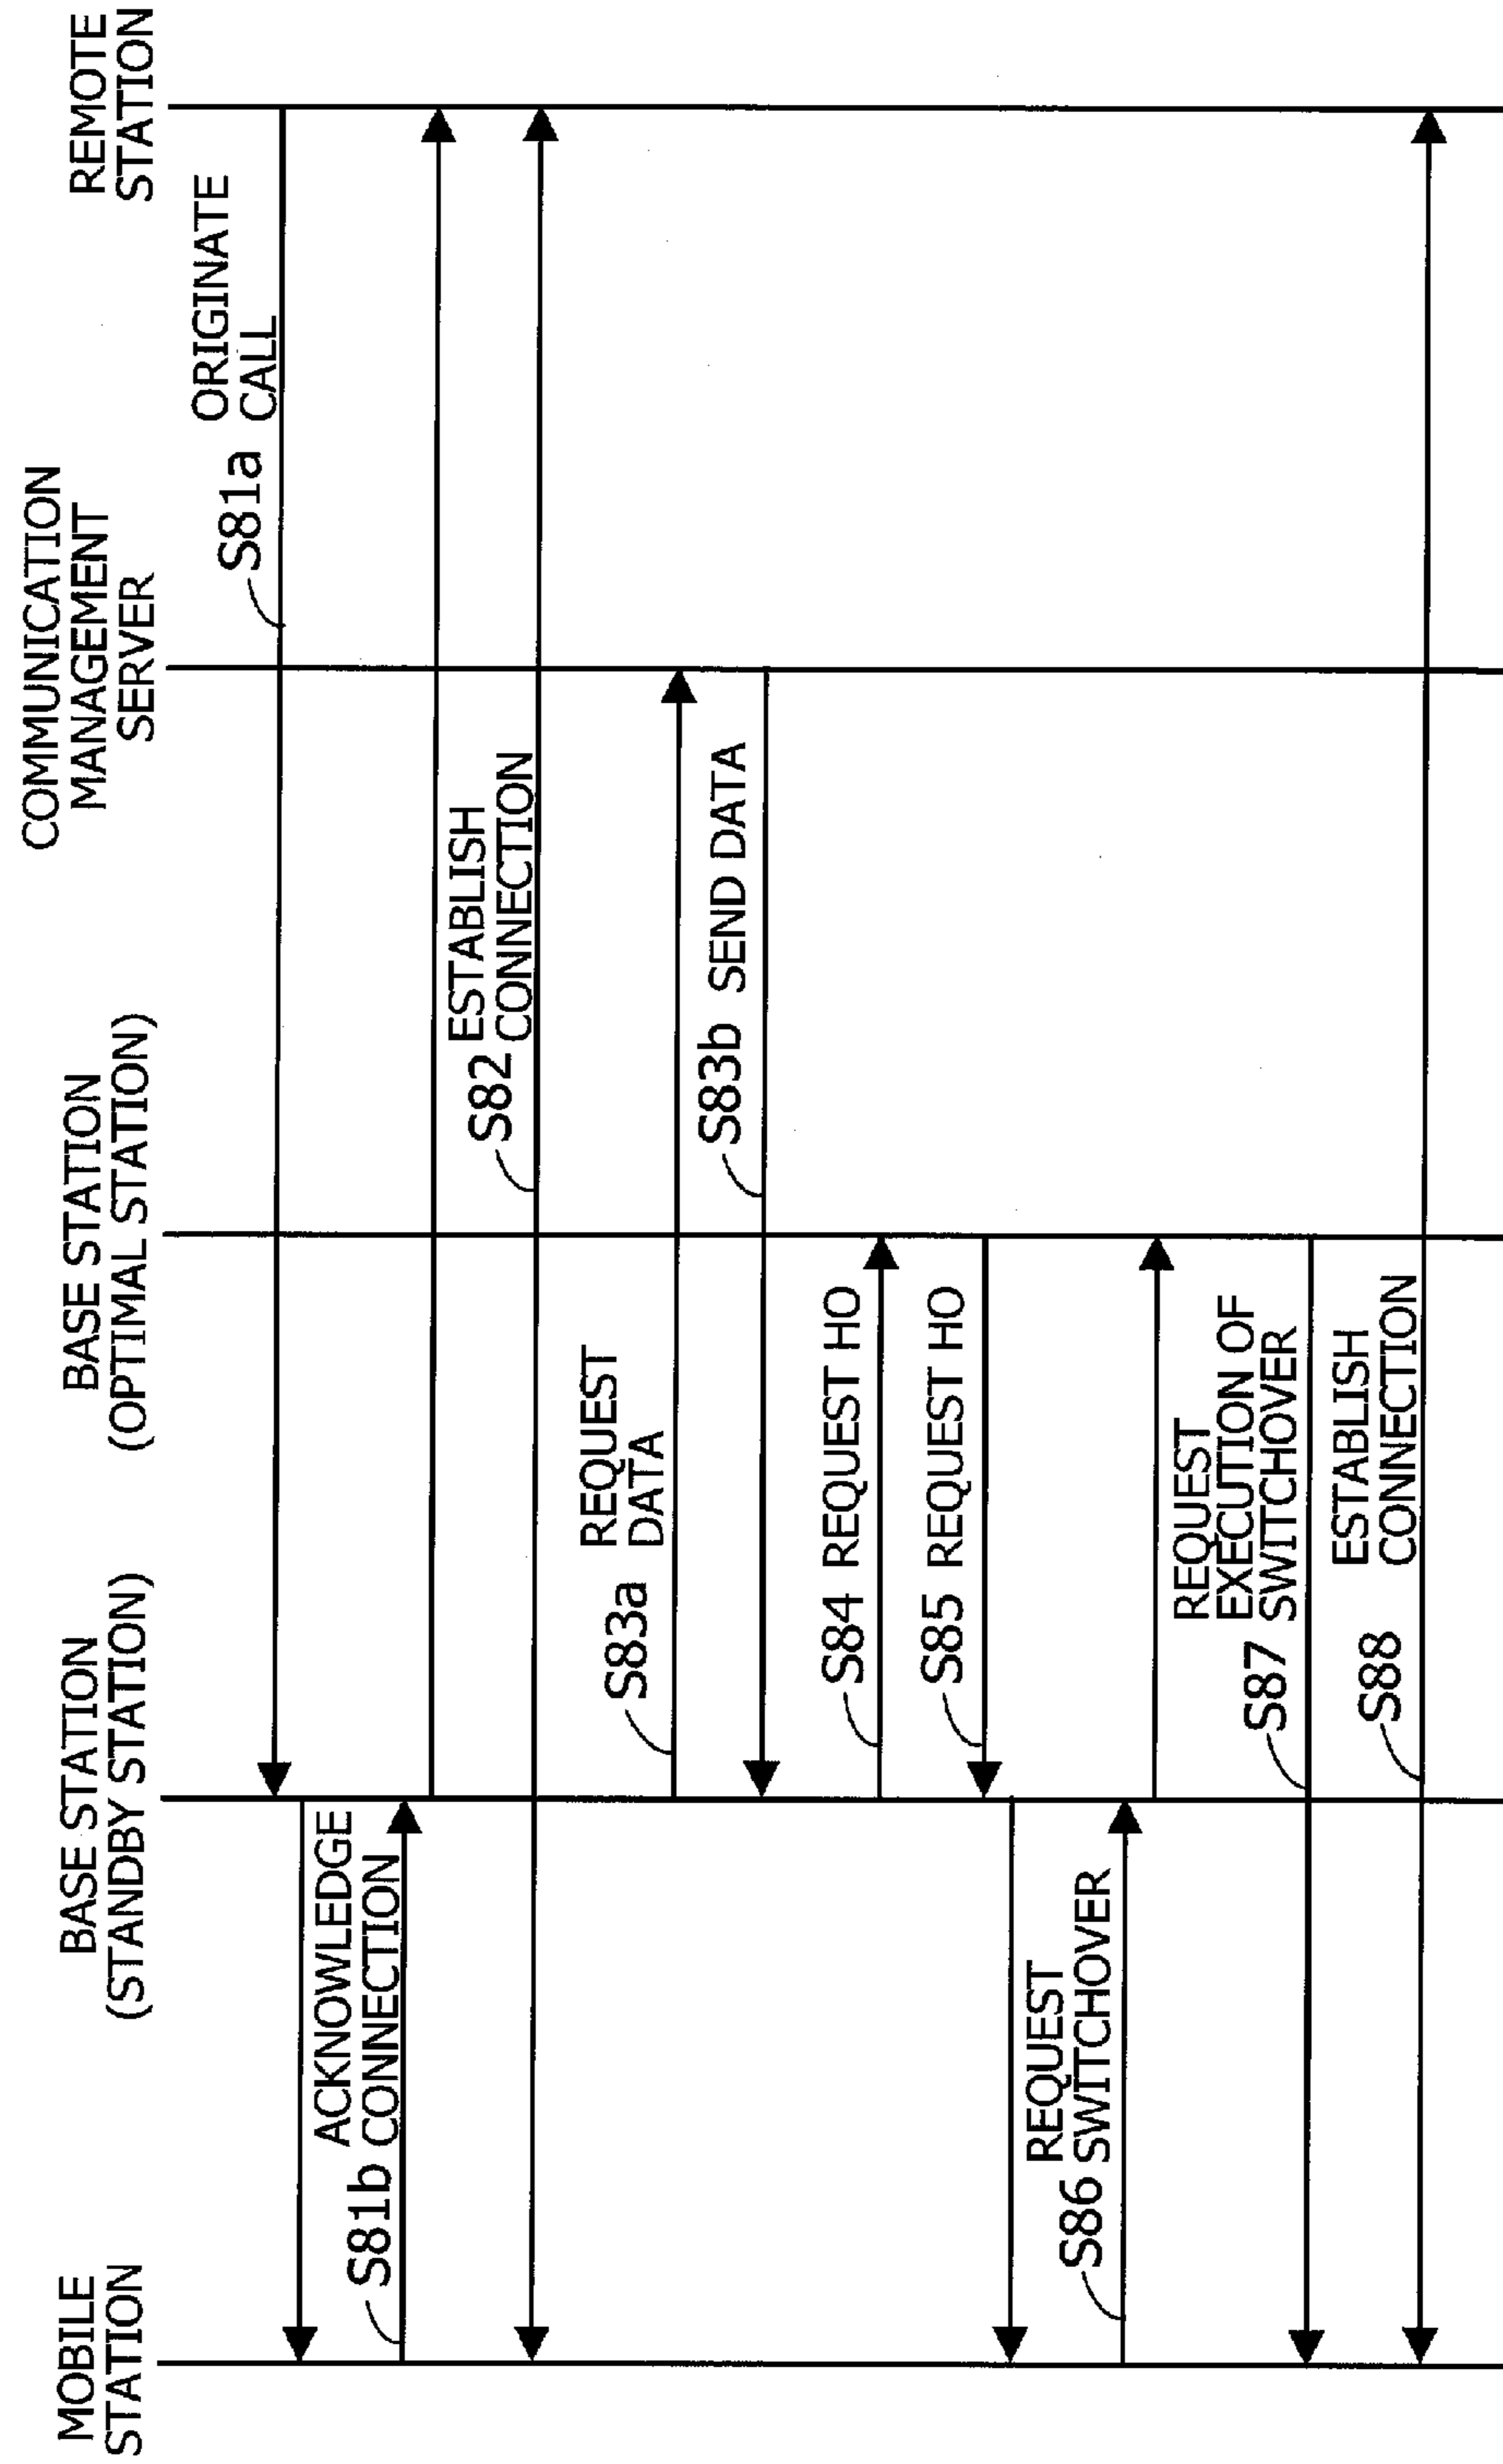 MOBILE
STATION
BASE STATION
(STANDBY STATION)
BASE STATION
(OPTIMAL STATION)
COMMUNICATION
MANAGEMENT
SERVER
REMOTE
STATION
ORIGINATE
S81a CALL
ACKNOWLEDGE
S81b CONNECTION
ESTABLISH
S82 CONNECTION
REQUEST
S83a DATA
S83b SEND DATA
S84 REQUEST HO
S85 REQUEST HO
REQUEST
S86 SWITCHOVER
REQUEST
EXECUTION OF
S87 SWITCHOVER
ESTABLISH
S88 CONNECTION